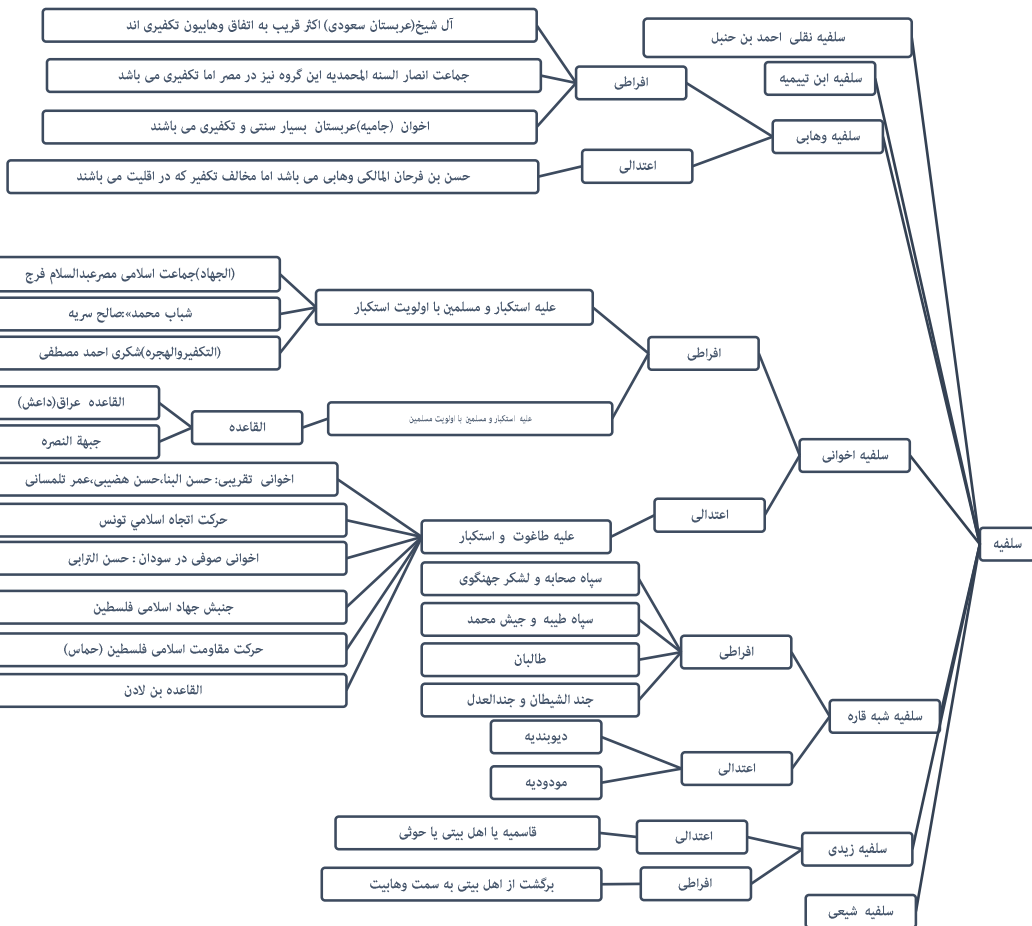 سلفیه
سلفیه نقلی احمد بن حنبل
سلفیه ابن تییمیه
سلفیه وهابی
افراطی
آل شیخ(عربستان سعودی) اکثر قریب به اتفاق وهابیون تکفیری اند
جماعت انصار السنه المحمدیه این گروه نیز در مصر اما تکفیری می باشد
اخوان (جامیه)عربستان بسیار سنتی و تکفیری می باشند
اعتدالی
حسن بن فرحان المالکی وهابی می باشد اما مخالف تکفیر که در اقلیت می باشند
سلفیه اخوانی
افراطی
علیه استکبار و مسلمین با اولویت استکبار
(الجهاد)جماعت اسلامی مصرعبدالسلام فرج
شباب محمد»:صالح سریه
(التکفیروالهجره)شکری احمد مصطفی
علیه استکبار و مسلمین با اولویت مسلمین
القاعده
القاعده عراق(داعش)
جبهة النصره
اعتدالی
علیه طاغوت و استکبار
اخوانی تقریبی: حسن البنا،حسن هضیبی،عمر تلمسانی
حرکت اتجاه اسلامي تونس
اخوانی صوفی در سودان : حسن الترابی
جنبش جهاد اسلامی فلسطین
حرکت مقاومت اسلامی فلسطین (حماس)
القاعده بن لادن
سلفیه شبه قاره
افراطی
سپاه صحابه و لشکر جهنگوی
سپاه طیبه و جیش محمد
طالبان
جند الشیطان و جندالعدل
اعتدالی
دیوبندیه
مودودیه
سلفیه زیدی
اعتدالی
قاسمیه یا اهل بیتی یا حوثی
افراطی
برگشت از اهل بیتی به سمت وهابیت
سلفیه شیعی